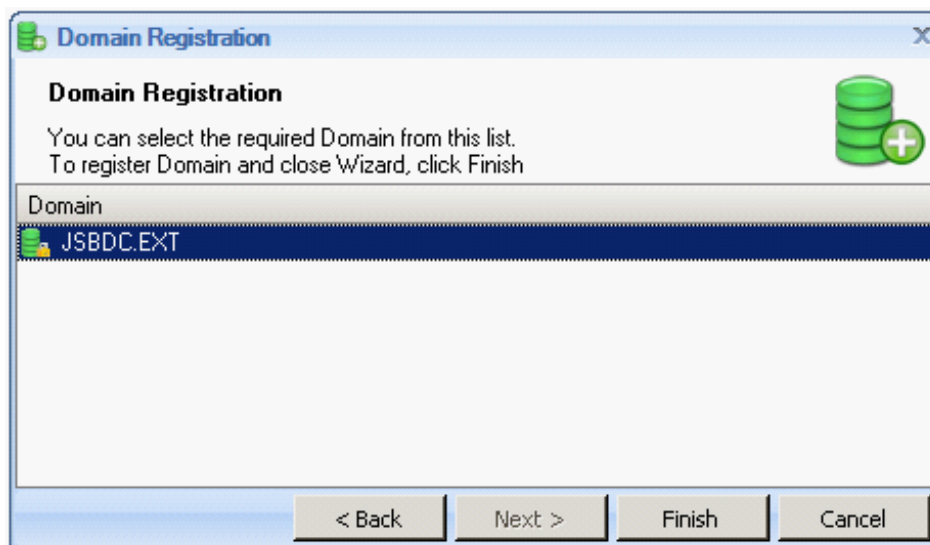 Domain Registration
Domain Registration
You can select the required Domain from this list.
To register Domain and close Wizard, click Finish
Domain
JSBDC.EXT
< Back
Next >
Finish
Cancel